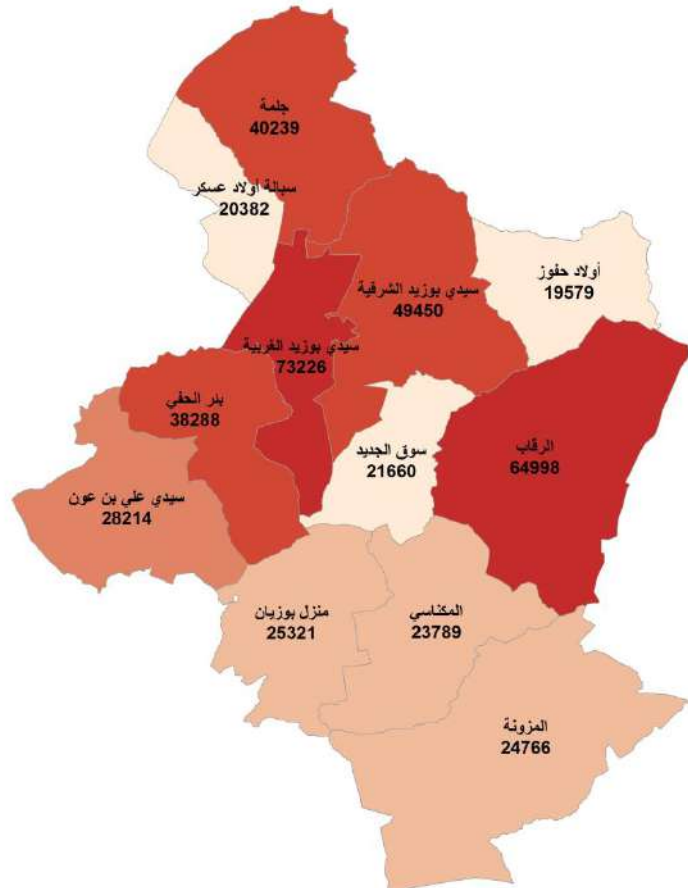 جلمة
40239
سبالة أولاد عسكر
20382
أولاد حفوز
19579
سيدي بوزيد الشرقية
49450
سيدي بوزيد الغربية
73226
بئر الحفي
38288
الرقاب
64998
سوق الجديد
21660
سيدي علي بن عون
28214
منزل بوزيان
25321
المكناسي
23789
المزونة
24766